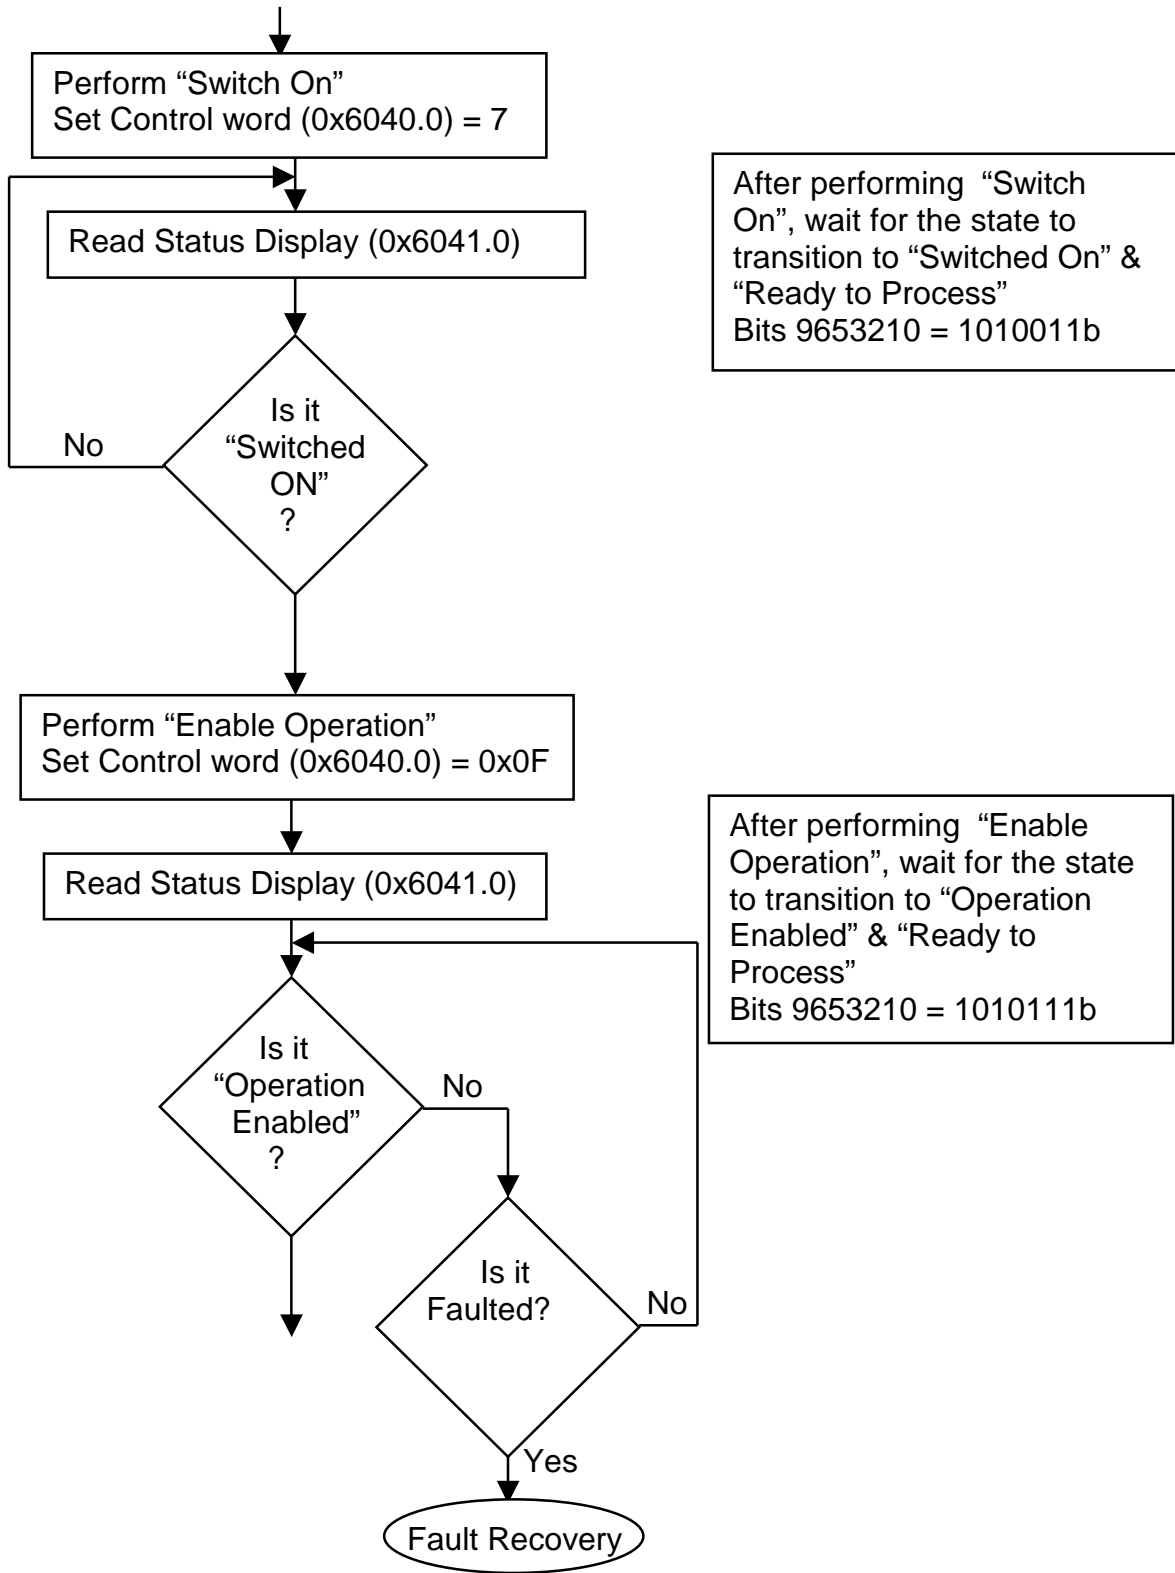 Perform “Switch On”
Set Control word (0x6040.0) = 7
Read Status Display (0x6041.0)
Is it
“Switched
ON”
?
No
After performing  “Switch
On”, wait for the state to
transition to “Switched On” &
“Ready to Process”
Bits 9653210 = 1010011b
Perform “Enable Operation”
Set Control word (0x6040.0) = 0x0F
Read Status Display (0x6041.0)
Is it
“Operation
Enabled”
?
No
After performing  “Enable
Operation”, wait for the state
to transition to “Operation
Enabled” & “Ready to
Process”
Bits 9653210 = 1010111b
Is it
Faulted?
No
Yes
Fault Recovery